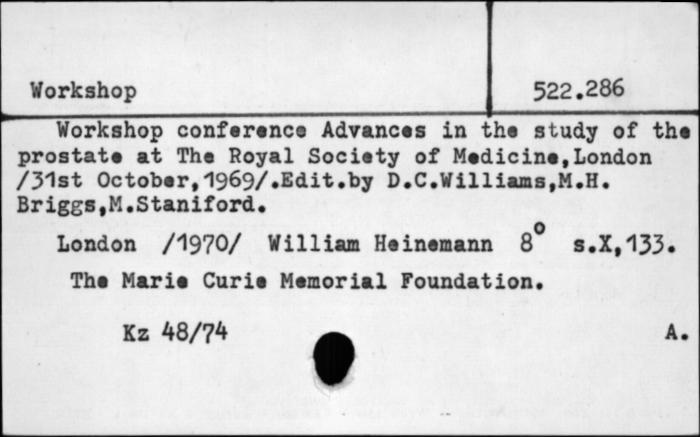 Workshop 522.286
Workshop conference Advances in the study of the
prostate at The Royal Society of Medicine,London
/31st October,1969/.Edit.by D.C.Williams,M.H.
Briggs,M.Staniford.
London /1970/ William Heinemann 8° s.X,133.
The Marie Curie Memorial Foundation.
Kz 48/74 A.